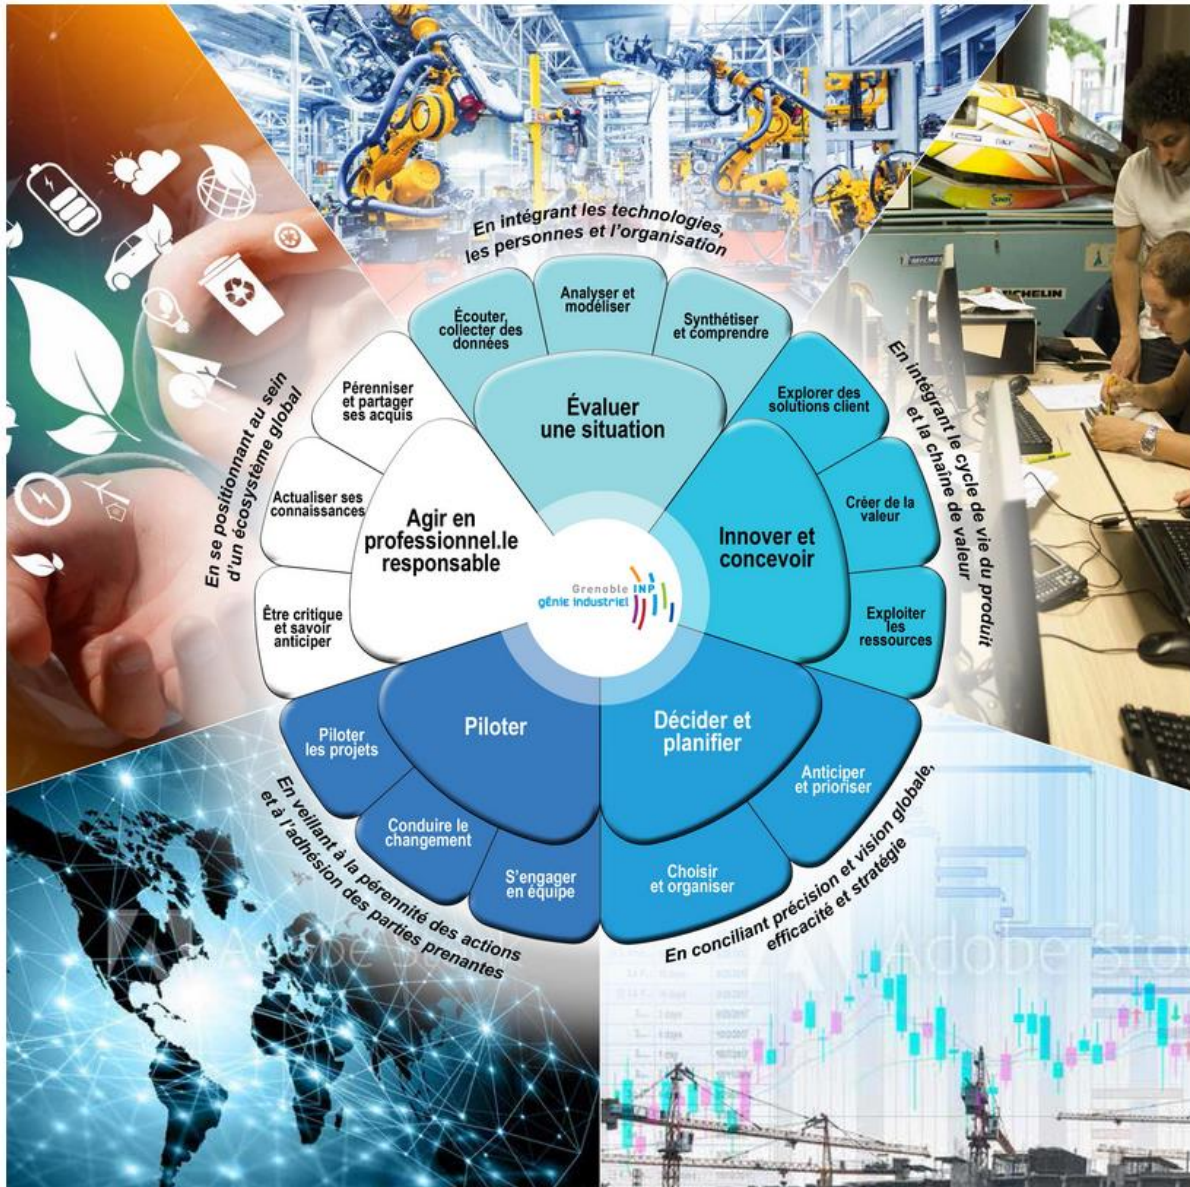 En intégrant les technologies,
les personnes et l'organisation
Écouter,
collecter des
données
Analyser et
modéliser
Synthétiser
et comprendre
Évaluer
une situation
En intégrant le cycle de vie du produit
et la chaîne de valeur
Explorer des
solutions client
Créer de la
valeur
Exploiter
les
ressources
Innover et
concevoir
En conciliant précision et vision globale,
efficacité et stratégie
Anticiper
et prioriser
Choisir
et organiser
Décider et
planifier
En veillant à la pérennité des actions
et à l'adhésion des parties prenantes
S'engager
en équipe
Conduire le
changement
Piloter
les projets
Piloter
En se positionnant au sein
d'un écosystème global
Être critique
et savoir
anticiper
Actualiser ses
connaissances
Pérenniser
et partager
ses acquis
Agir en
professionnel.le
responsable
Grenoble INP
génie industriel
MICHELIN
Adobe Stock